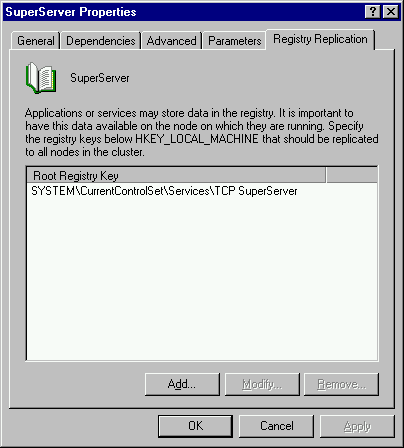 SuperServer Properties
General
Dependencies
Advanced
Parameters
Registry Replication
SuperServer
Applications or services may store data in the registry. It is important to
have this data available on the node on which they are running. Specify
the registry keys below HKEY_LOCAL_MACHINE that should be replicated
to all nodes in the cluster.
Root Registry Key
SYSTEM\CurrentControlSet\Services\TCP SuperServer
Add...
Modify...
Remove...
OK
Cancel
Apply